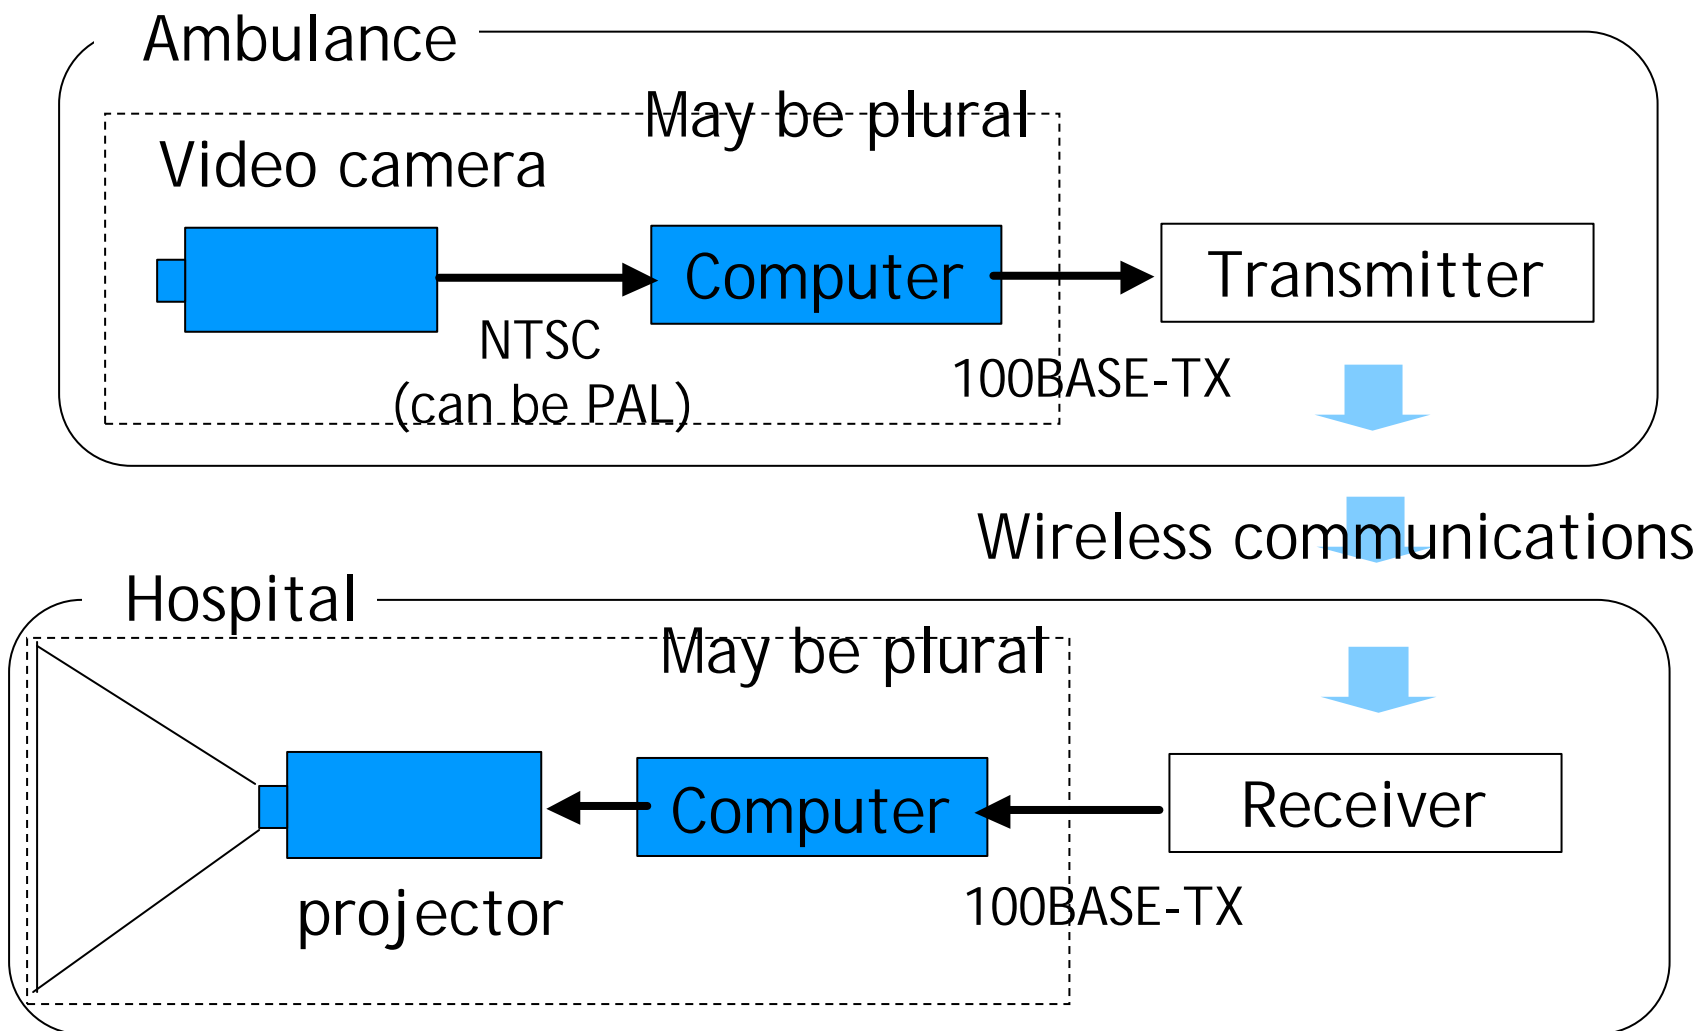 Ambulance
May be plural
Video camera
Computer
Transmitter
NTSC
(can be PAL)
100BASE-TX
Wireless communications
Hospital
May be plural
Computer
Receiver
projector
100BASE-TX